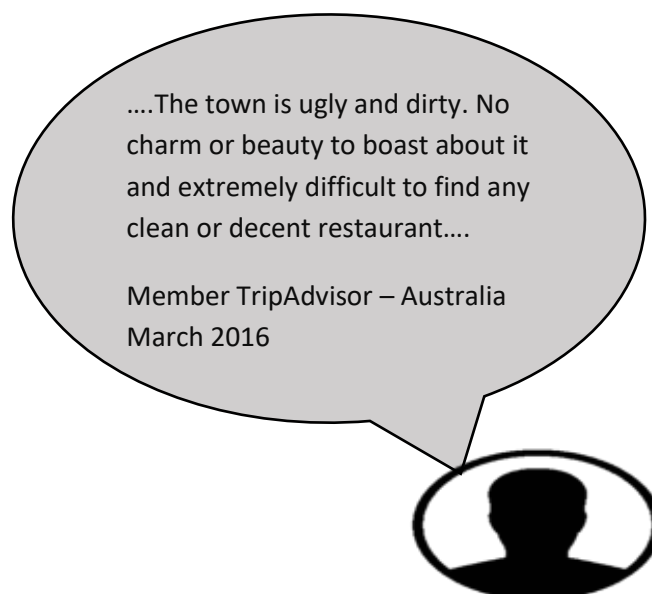 ….The town is ugly and dirty. No
charm or beauty to boast about it
and extremely difficult to find any
clean or decent restaurant….
Member TripAdvisor – Australia
March 2016